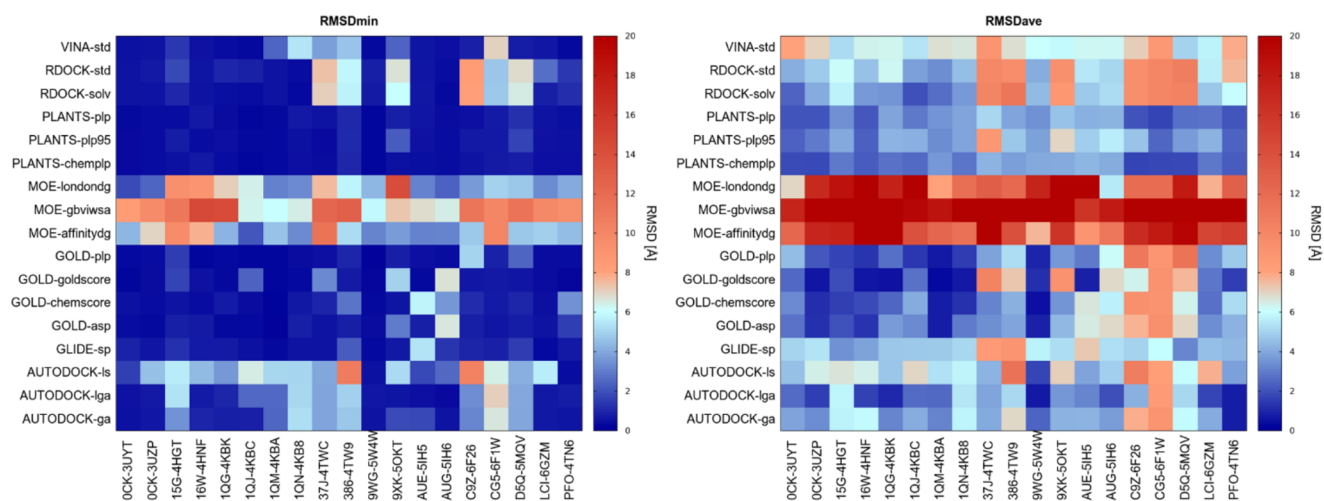 RMSDmin
VINA-std
RDOCK-std
RDOCK-solv
PLANTS-plp
PLANTS-plp95
PLANTS-chemplp
MOE-londondg
MOE-gbviwsa
MOE-affinitydg
GOLD-plp
GOLD-goldscore
GOLD-chemscore
GOLD-asp
GLIDE-sp
AUTODOCK-ls
AUTODOCK-lga
AUTODOCK-ga
0CK-3UYT
0CK-3UZP
15G-4HGT
16W-4HNF
1QG-4KBK
1QJ-4KBC
1QM-4KBA
1QN-4KB8
37J-4TWC
386-4TW9
9WG-5W4W
9XK-5OKT
AUE-5IH5
AUG-5IH6
C9Z-6F26
CG5-6F1W
D5Q-5MQV
LCI-6GZM
PFO-4TN6
20
18
16
14
12
10
8
6
4
2
0
RMSD [A]
RMSDave
VINA-std
RDOCK-std
RDOCK-solv
PLANTS-plp
PLANTS-plp95
PLANTS-chemplp
MOE-londondg
MOE-gbviwsa
MOE-affinitydg
GOLD-plp
GOLD-goldscore
GOLD-chemscore
GOLD-asp
GLIDE-sp
AUTODOCK-ls
AUTODOCK-lga
AUTODOCK-ga
0CK-3UYT
0CK-3UZP
15G-4HGT
16W-4HNF
1QG-4KBK
1QJ-4KBC
1QM-4KBA
1QN-4KB8
37J-4TWC
386-4TW9
9WG-5W4W
9XK-5OKT
AUE-5IH5
AUG-5IH6
C9Z-6F26
CG5-6F1W
D5Q-5MQV
LCI-6GZM
PFO-4TN6
20
18
16
14
12
10
8
6
4
2
0
RMSD [A]